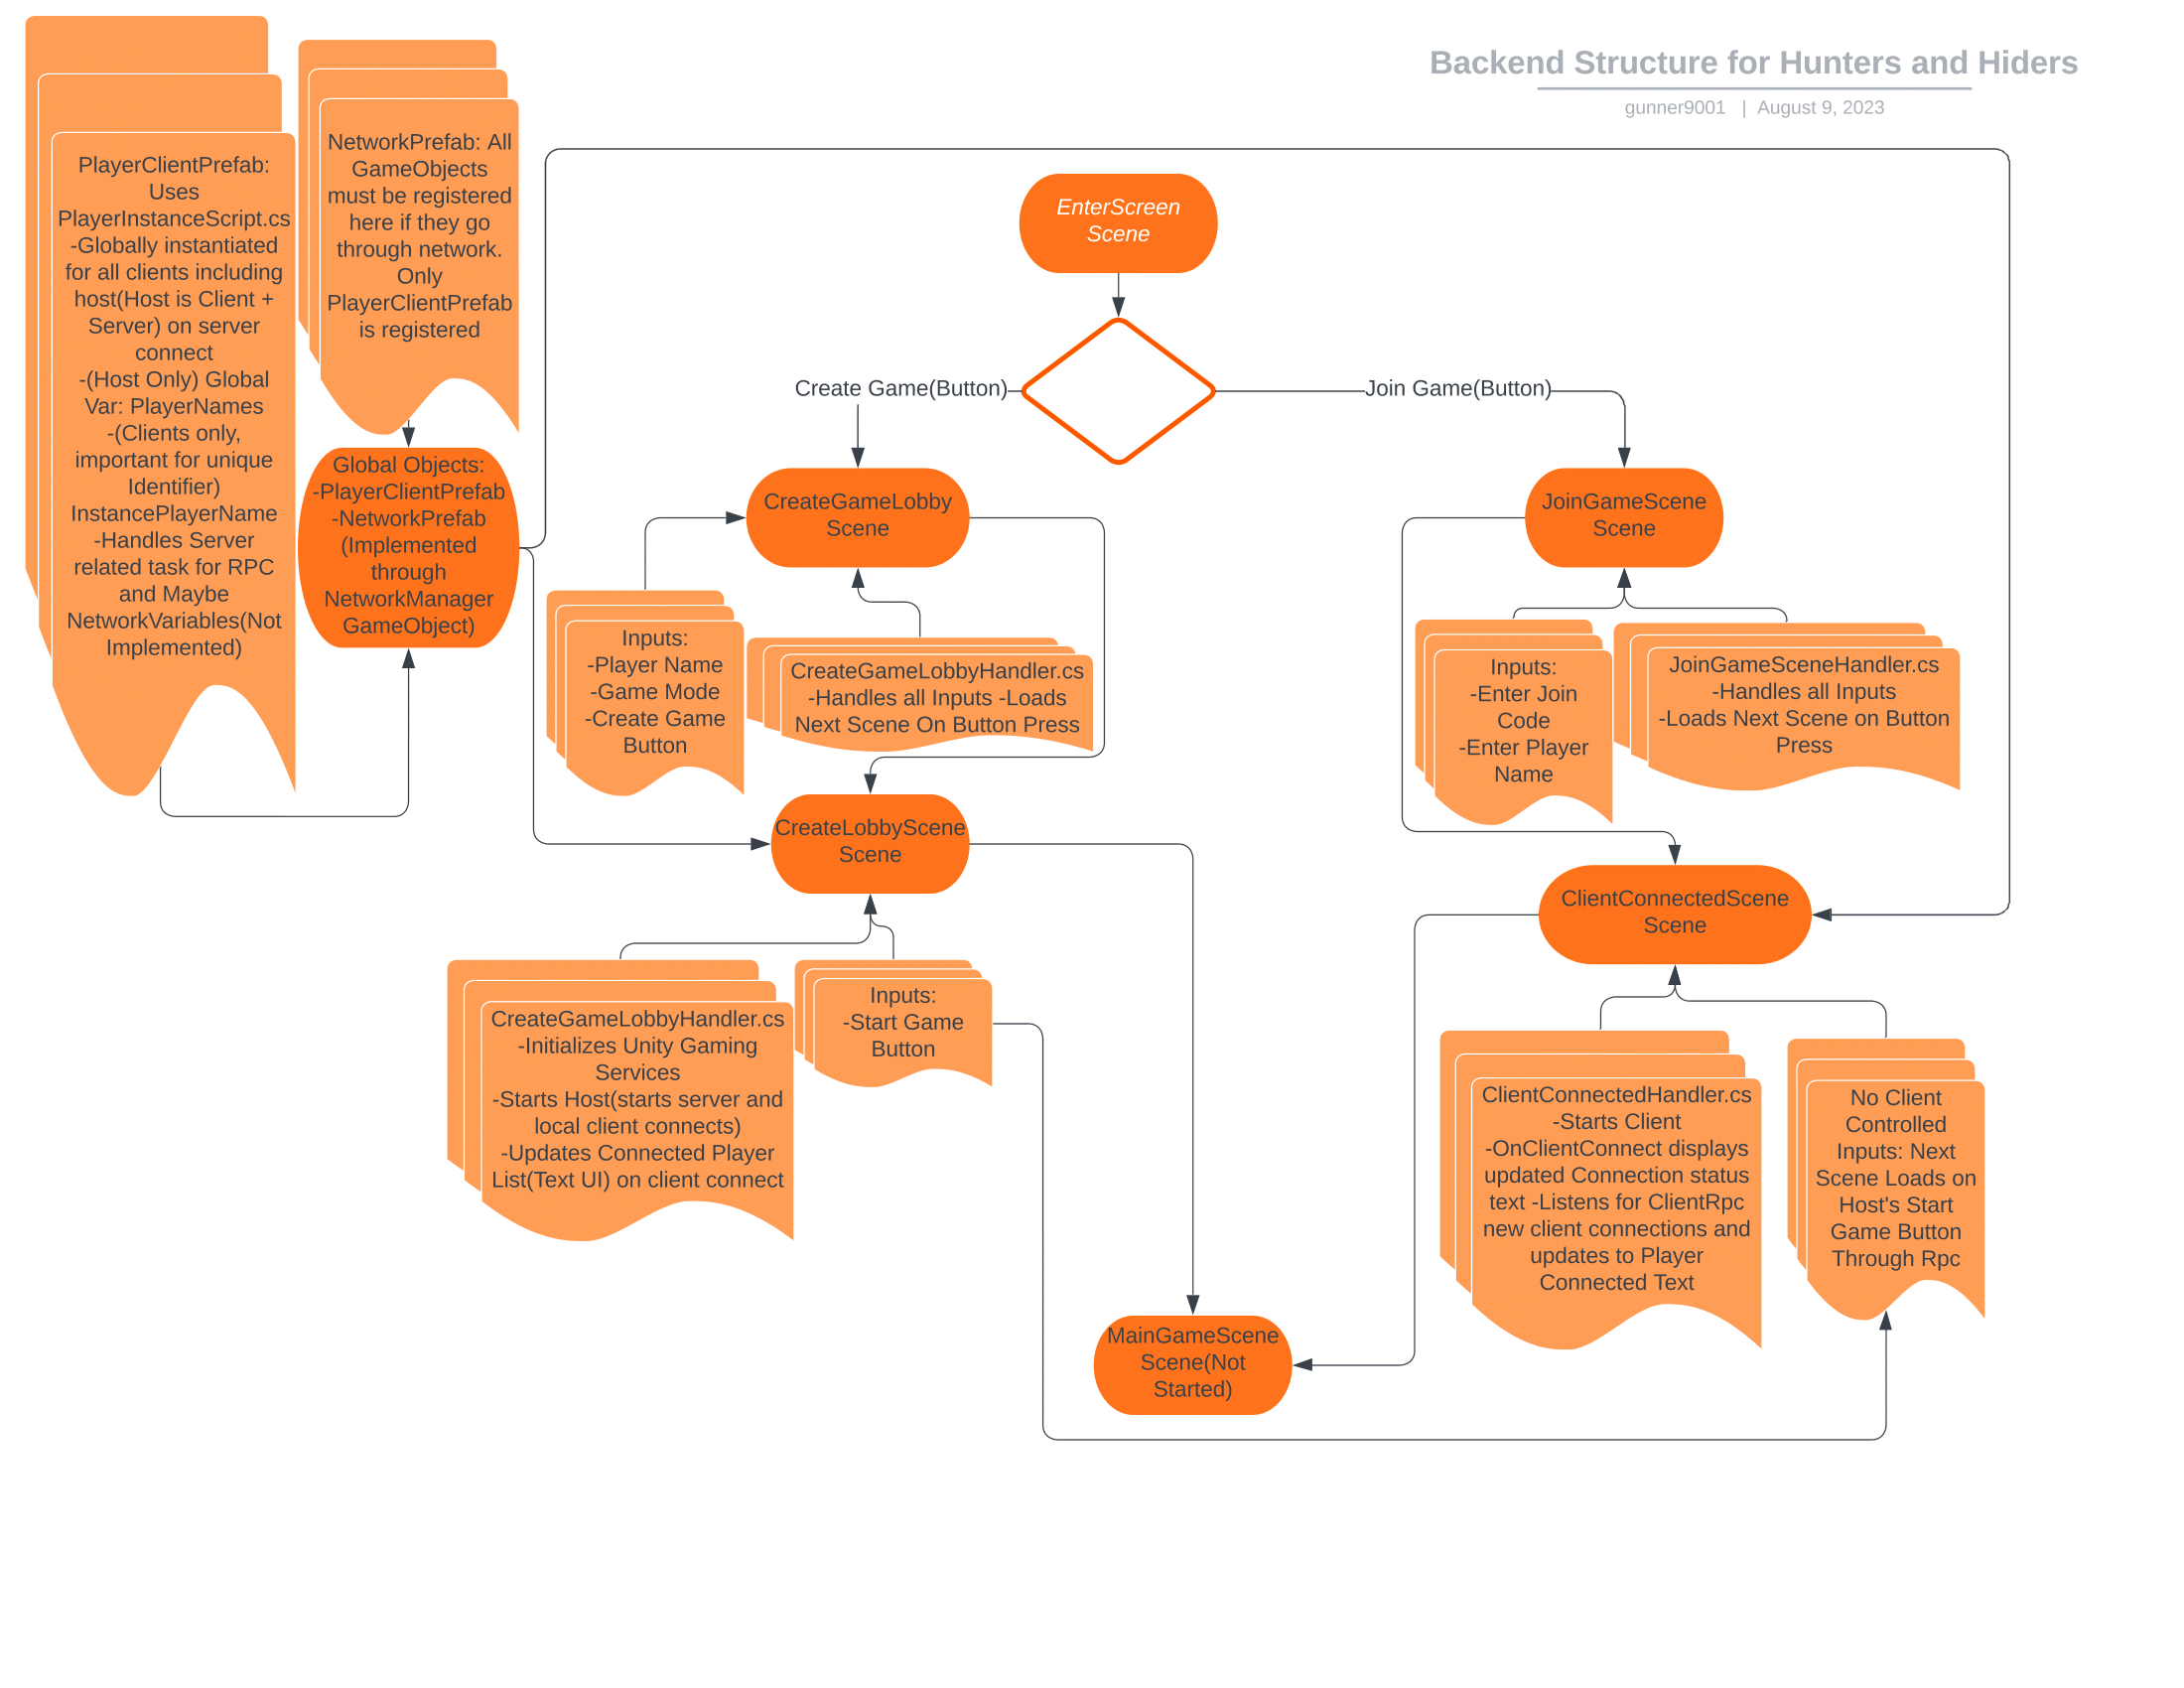 Backend Structure for Hunters and Hiders
gunner9001 | August 9, 2023
PlayerClientPrefab:
Uses
PlayerInstanceScript.cs
-Globally instantiated
for all clients including
host(Host is Client +
Server) on server
connect
-(Host Only) Global
Var: PlayerNames
-(Clients only,
important for unique
Identifier)
InstancePlayerName
-Handles Server
related task for RPC
and Maybe
NetworkVariables(Not
Implemented)
NetworkPrefab: All
GameObjects
must be registered
here if they go
through network.
Only
PlayerClientPrefab
is registered
Global Objects:
-PlayerClientPrefab
-NetworkPrefab
(Implemented
through
NetworkManager
GameObject)
EnterScreen
Scene
Create Game(Button)
Join Game(Button)
CreateGameLobby
Scene
JoinGameScene
Scene
Inputs:
-Player Name
-Game Mode
-Create Game
Button
CreateGameLobbyHandler.cs
-Handles all Inputs -Loads
Next Scene On Button Press
Inputs:
-Enter Join
Code
-Enter Player
Name
JoinGameSceneHandler.cs
-Handles all Inputs
-Loads Next Scene on Button
Press
CreateLobbyScene
Scene
ClientConnectedScene
Scene
CreateGameLobbyHandler.cs
-Initializes Unity Gaming
Services
-Starts Host(starts server and
local client connects)
-Updates Connected Player
List(Text UI) on client connect
Inputs:
-Start Game
Button
ClientConnectedHandler.cs
-Starts Client
-OnClientConnect displays
updated Connection status
text -Listens for ClientRpc
new client connections and
updates to Player
Connected Text
No Client
Controlled
Inputs: Next
Scene Loads on
Host's Start
Game Button
Through Rpc
MainGameScene
Scene(Not
Started)